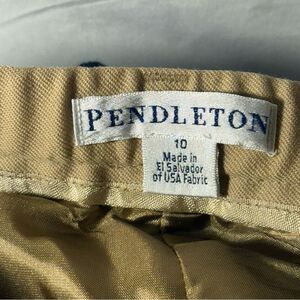 PENDLETON
10
Made in
El Salvador
of USA Fabric